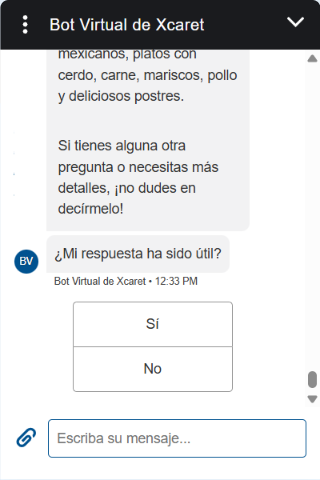 Bot Virtual de Xcaret
mexicanos, platos con
cerdo, carne, mariscos, pollo
y deliciosos postres.
Si tienes alguna otra
pregunta o necesitas más
detalles, ¡no dudes en
decírmelo!
¿Mi respuesta ha sido útil?
BV
Bot Virtual de Xcaret • 12:33 PM
Sí
No
Escriba su mensaje...